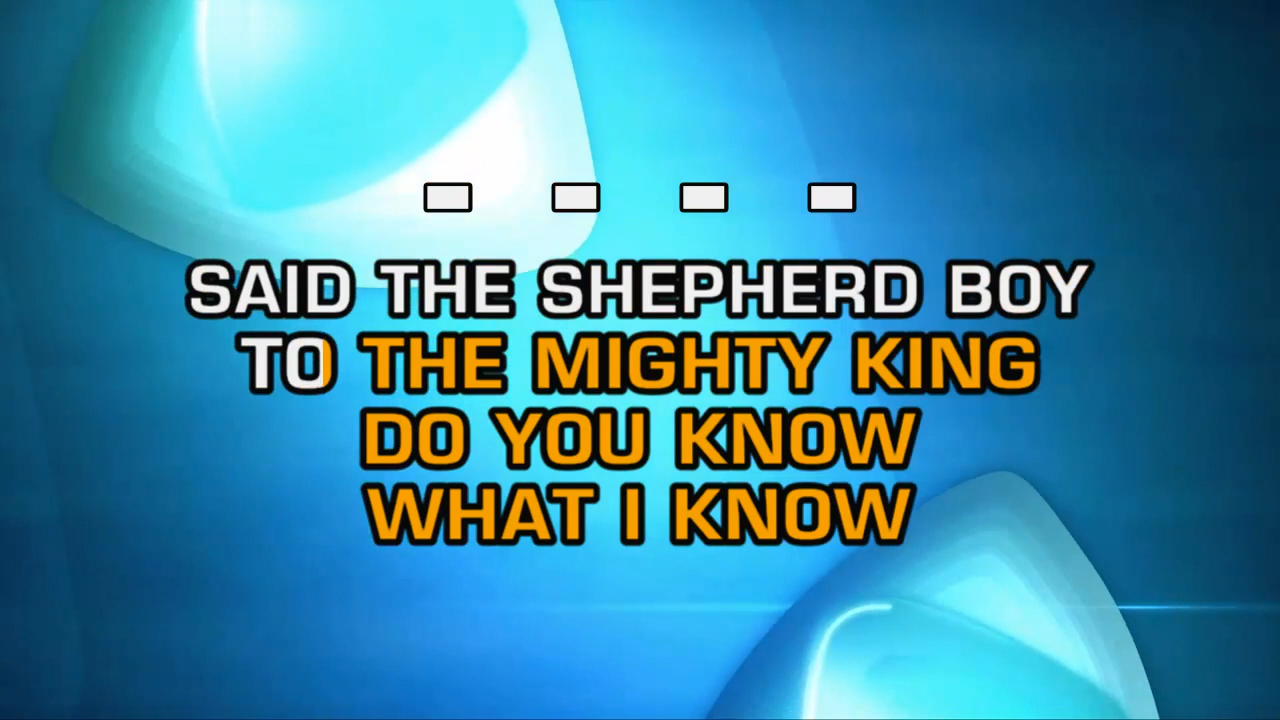 SAID THE SHEPHERD BOY
TO THE MIGHTY KING
DO YOU KNOW
WHAT I KNOW